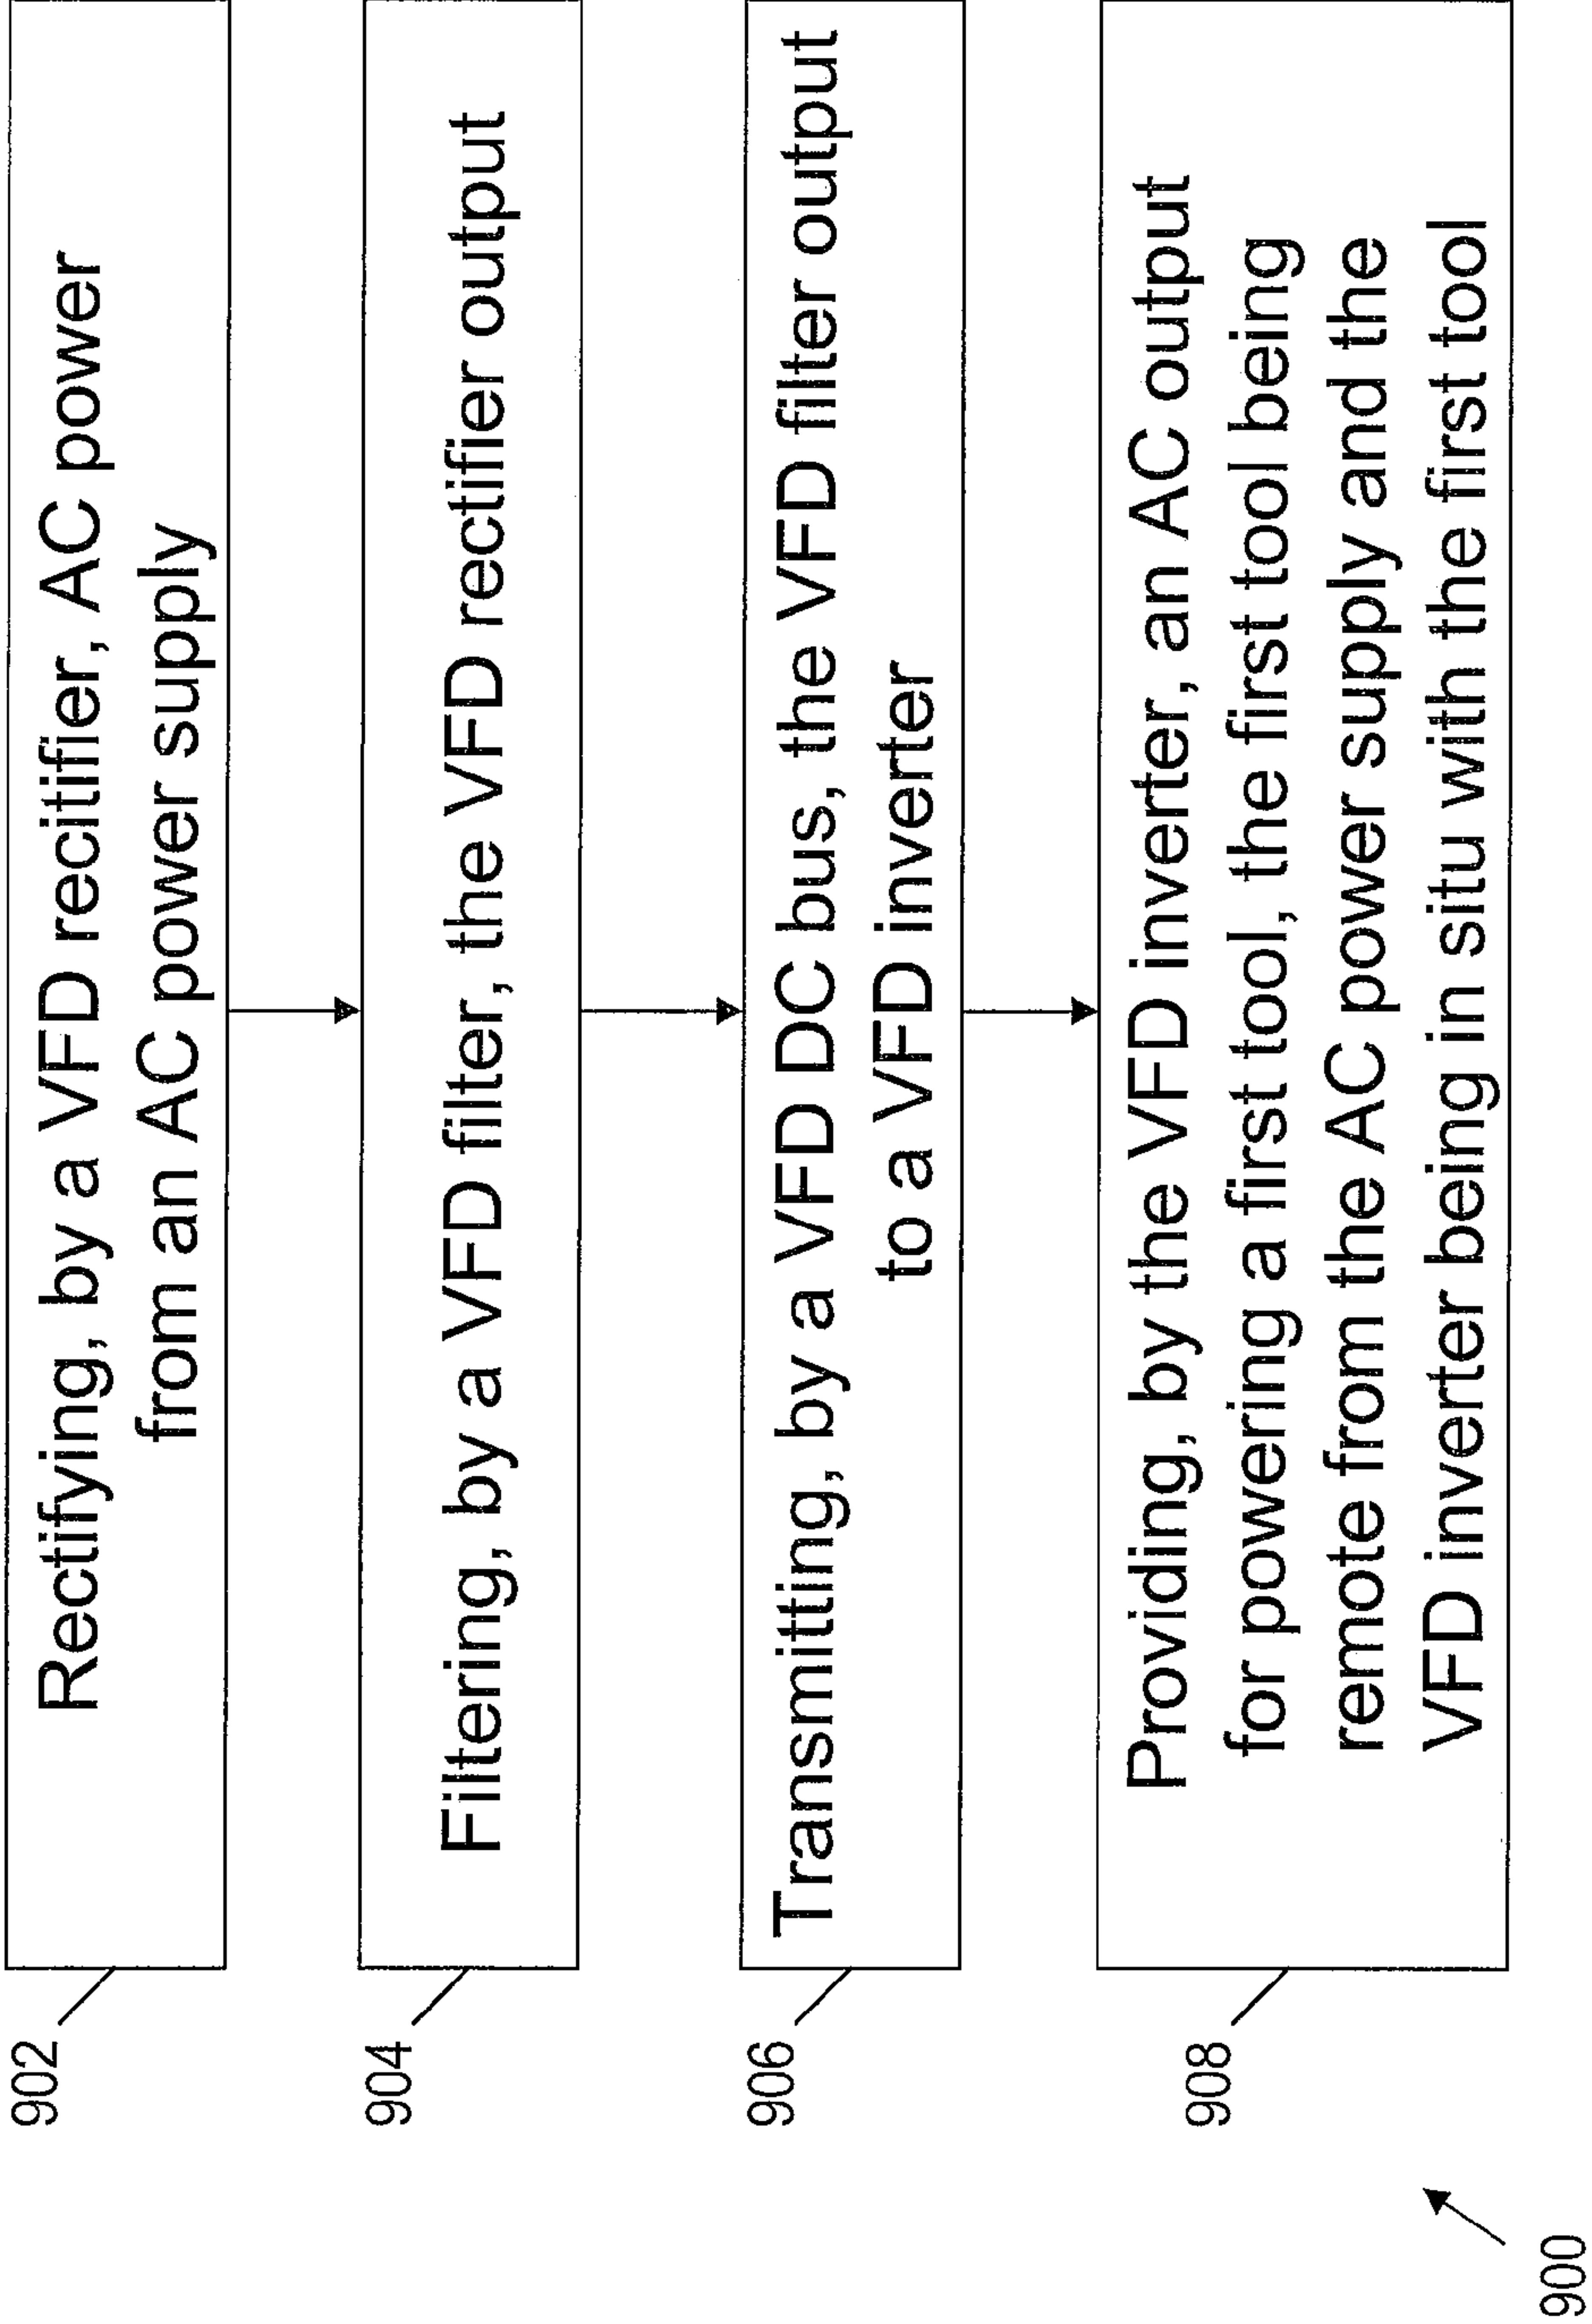 902
Rectifying, by a VFD recitifier, AC power
from an AC power supply
904
Filtering, by a VFD filter, the VFD rectifier output
906
Transmitting, by a VFD DC bus, the VFD filter output
to a VFD inverter
908
Providing, by the VFD inverter, an AC output
for powering a first tool, the first tool being
remote from the AC power supply and the
VFD inverter being in situ with the first tool
900